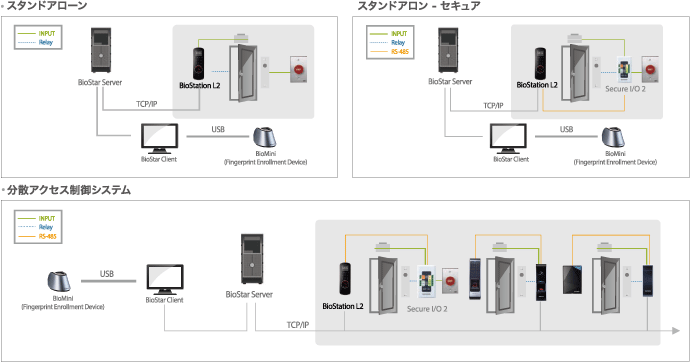 スタンドアローン
INPUT
Relay
BioStar Server
BioStation L2
TCP/IP
USB
BioStar Client
BioMini
(Fingerprint Enrollment Device)
スタンドアロン - セキュア
INPUT
Relay
RS-485
BioStar Server
BioStation L2
Secure I/O 2
TCP/IP
USB
BioStar Client
BioMini
(Fingerprint Enrollment Device)
分散アクセス制御システム
INPUT
Relay
RS-485
USB
BioMini
(Fingerprint Enrollment Device)
BioStar Client
BioStar Server
TCP/IP
BioStation L2
Secure I/O 2